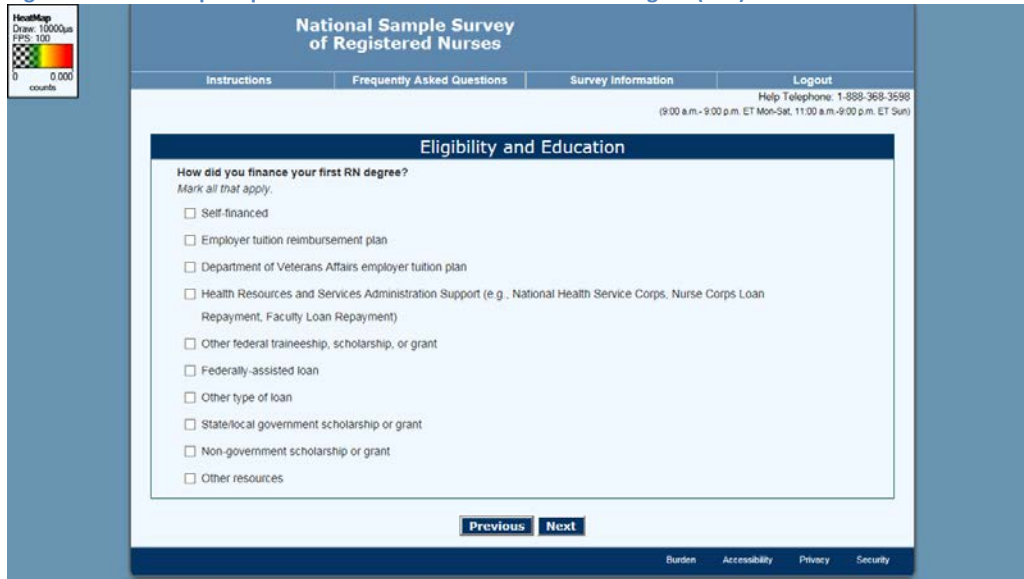 HeatMap
Draw: 10000µs
FPS: 100
0 0.000
counts
National Sample Survey
of Registered Nurses
Instructions Frequently Asked Questions Survey Information Logout
Help Telephone: 1-888-368-3598
(9:00 a.m.- 9:00 p.m. ET Mon-Sat, 11:00 a.m.-9:00 p.m. ET Sun)
Eligibility and Education
How did you finance your first RN degree?
Mark all that apply.
Self-financed
Employer tuition reimbursement plan
Department of Veterans Affairs employer tuition plan
Health Resources and Services Administration Support (e.g., National Health Service Corps, Nurse Corps Loan
Repayment, Faculty Loan Repayment)
Other federal traineeship, scholarship, or grant
Federally-assisted loan
Other type of loan
State/local government scholarship or grant
Non-government scholarship or grant
Other resources
Previous Next
Burden Accessibility Privacy Security